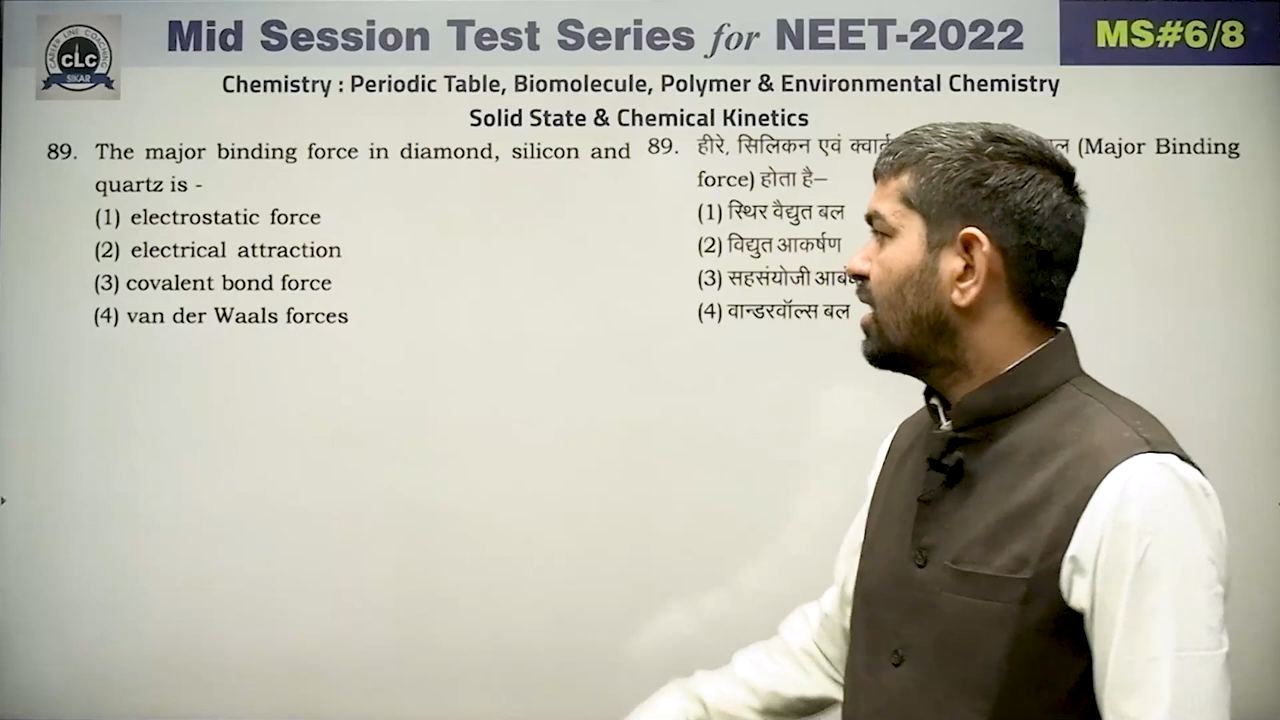 Mid Session Test Series for NEET-2022
MS#6/8
CAREER LINE COACHING
CLC
SIKAR
Chemistry : Periodic Table, Biomolecule, Polymer & Environmental Chemistry
Solid State & Chemical Kinetics
89. The major binding force in diamond, silicon and
quartz is -
(1) electrostatic force
(2) electrical attraction
(3) covalent bond force
(4) van der Waals forces
89. हीरे, सिलिकन एवं (Major Binding
force) होता है–
(1) स्थिर वैद्युत बल
(2) विद्युत आकर्षण
(3) सहसंयोजी
(4) वान्डरवॉल्स बल